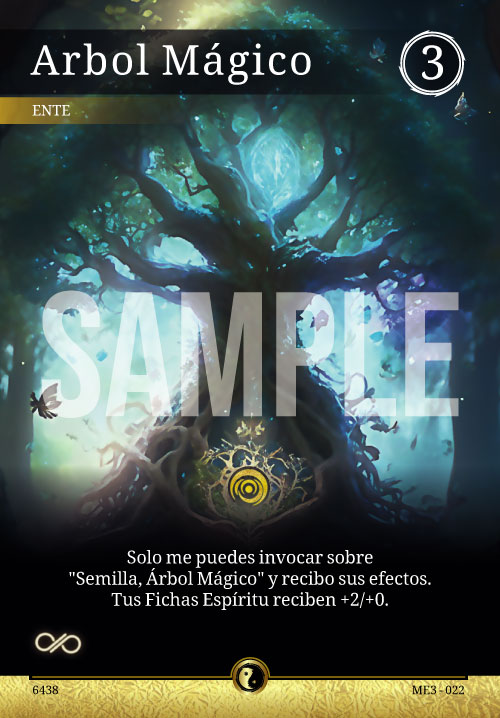 Arbol Mágico
3
ENTE
SAMPLE
Solo me puedes invocar sobre
"Semilla, Árbol Mágico" y recibo sus efectos.
Tus Fichas Espíritu reciben +2/+0.
6438
ME3 - 022